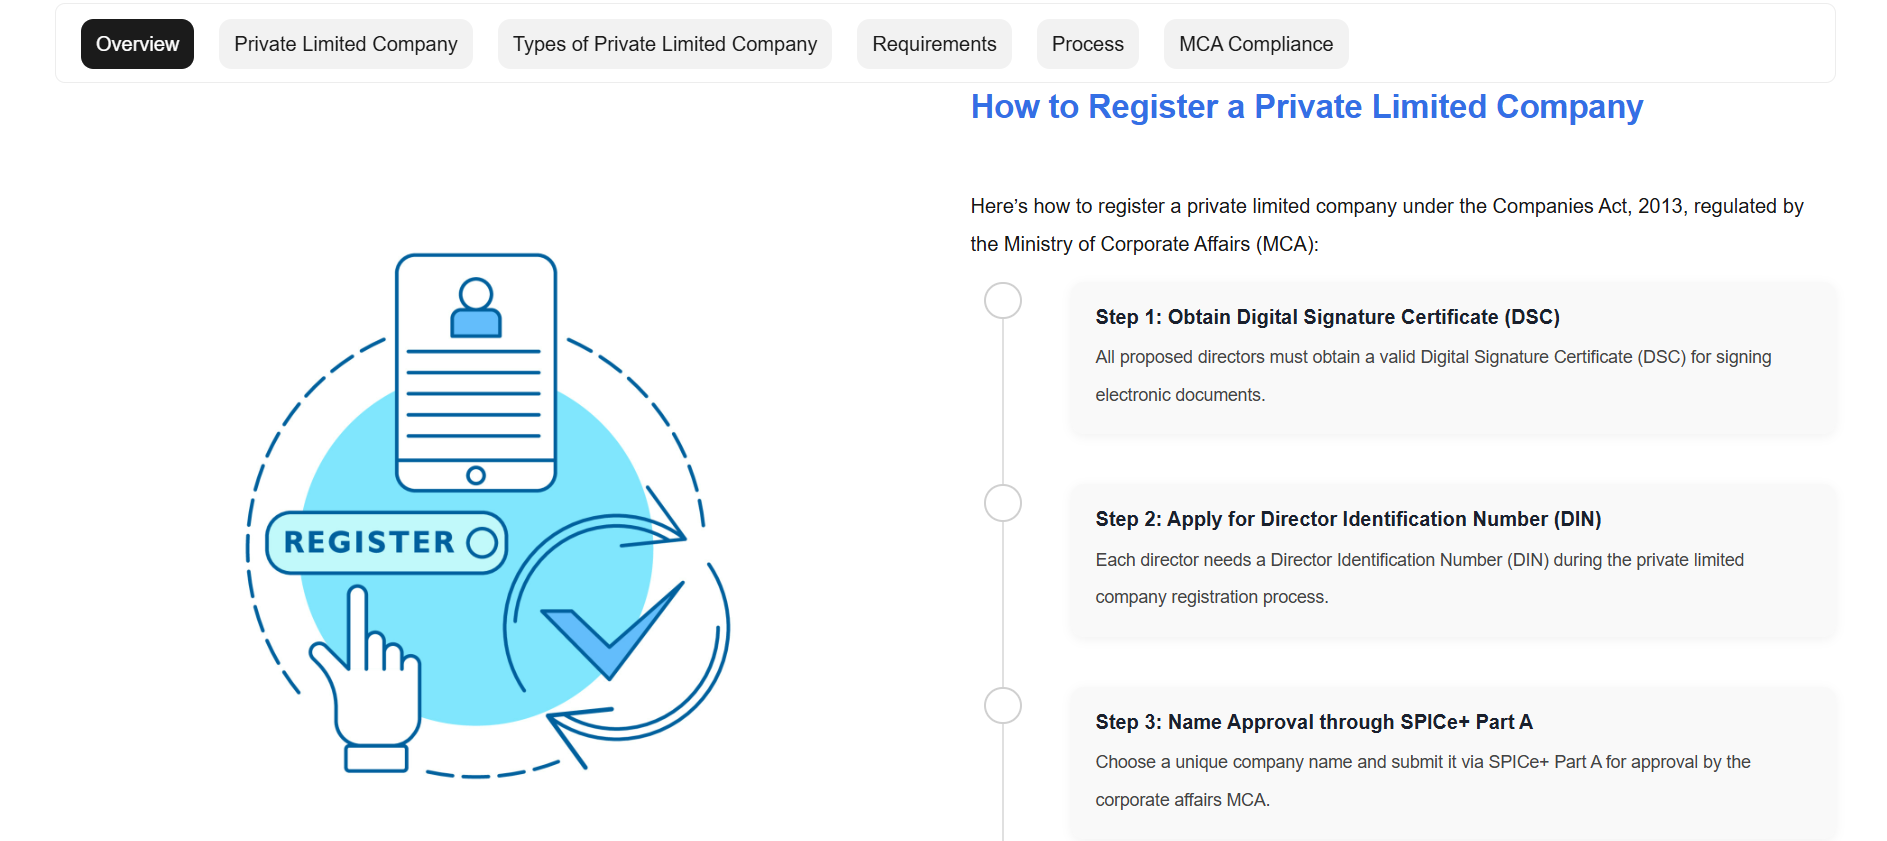 Overview
Private Limited Company
Types of Private Limited Company
Requirements
Process
MCA Compliance
How to Register a Private Limited Company
Here’s how to register a private limited company under the Companies Act, 2013, regulated by
the Ministry of Corporate Affairs (MCA):
REGISTER
Step 1: Obtain Digital Signature Certificate (DSC)
All proposed directors must obtain a valid Digital Signature Certificate (DSC) for signing
electronic documents.
Step 2: Apply for Director Identification Number (DIN)
Each director needs a Director Identification Number (DIN) during the private limited
company registration process.
Step 3: Name Approval through SPICe+ Part A
Choose a unique company name and submit it via SPICe+ Part A for approval by the
corporate affairs MCA.